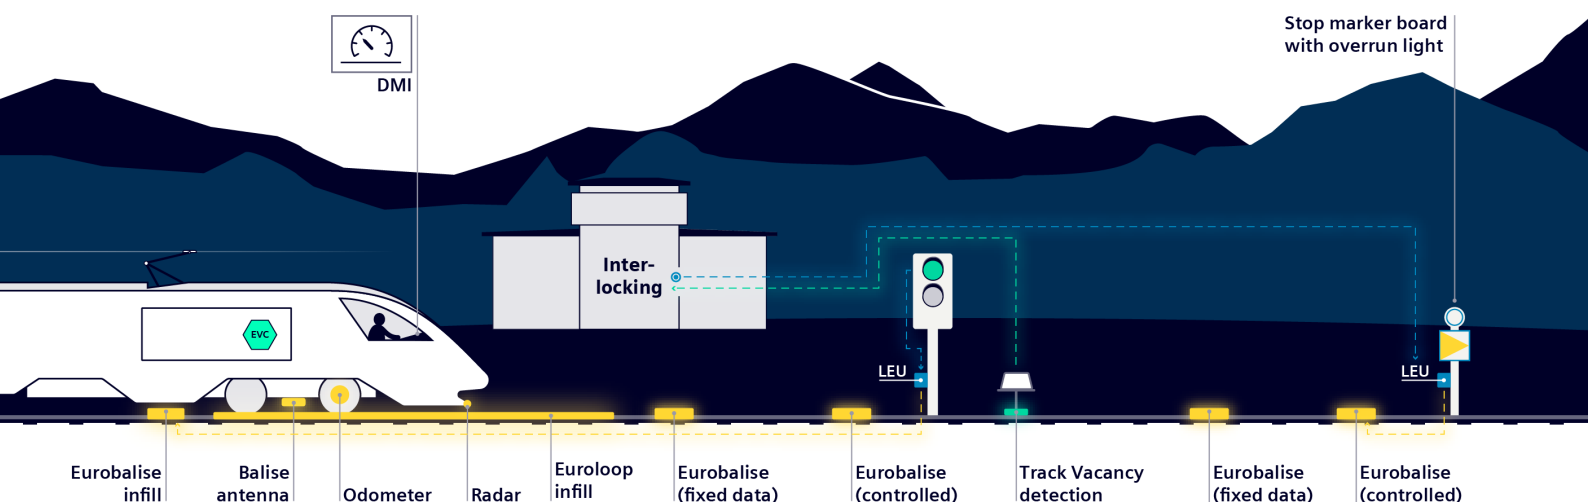 DMI
Stop marker board
with overrun light
Inter-
locking
EVC
LEU
LEU
Eurobalise
infill
Balise
antenna
Odometer
Radar
Euroloop
infill
Eurobalise
(fixed data)
Eurobalise
(controlled)
Track Vacancy
detection
Eurobalise
(fixed data)
Eurobalise
(controlled)